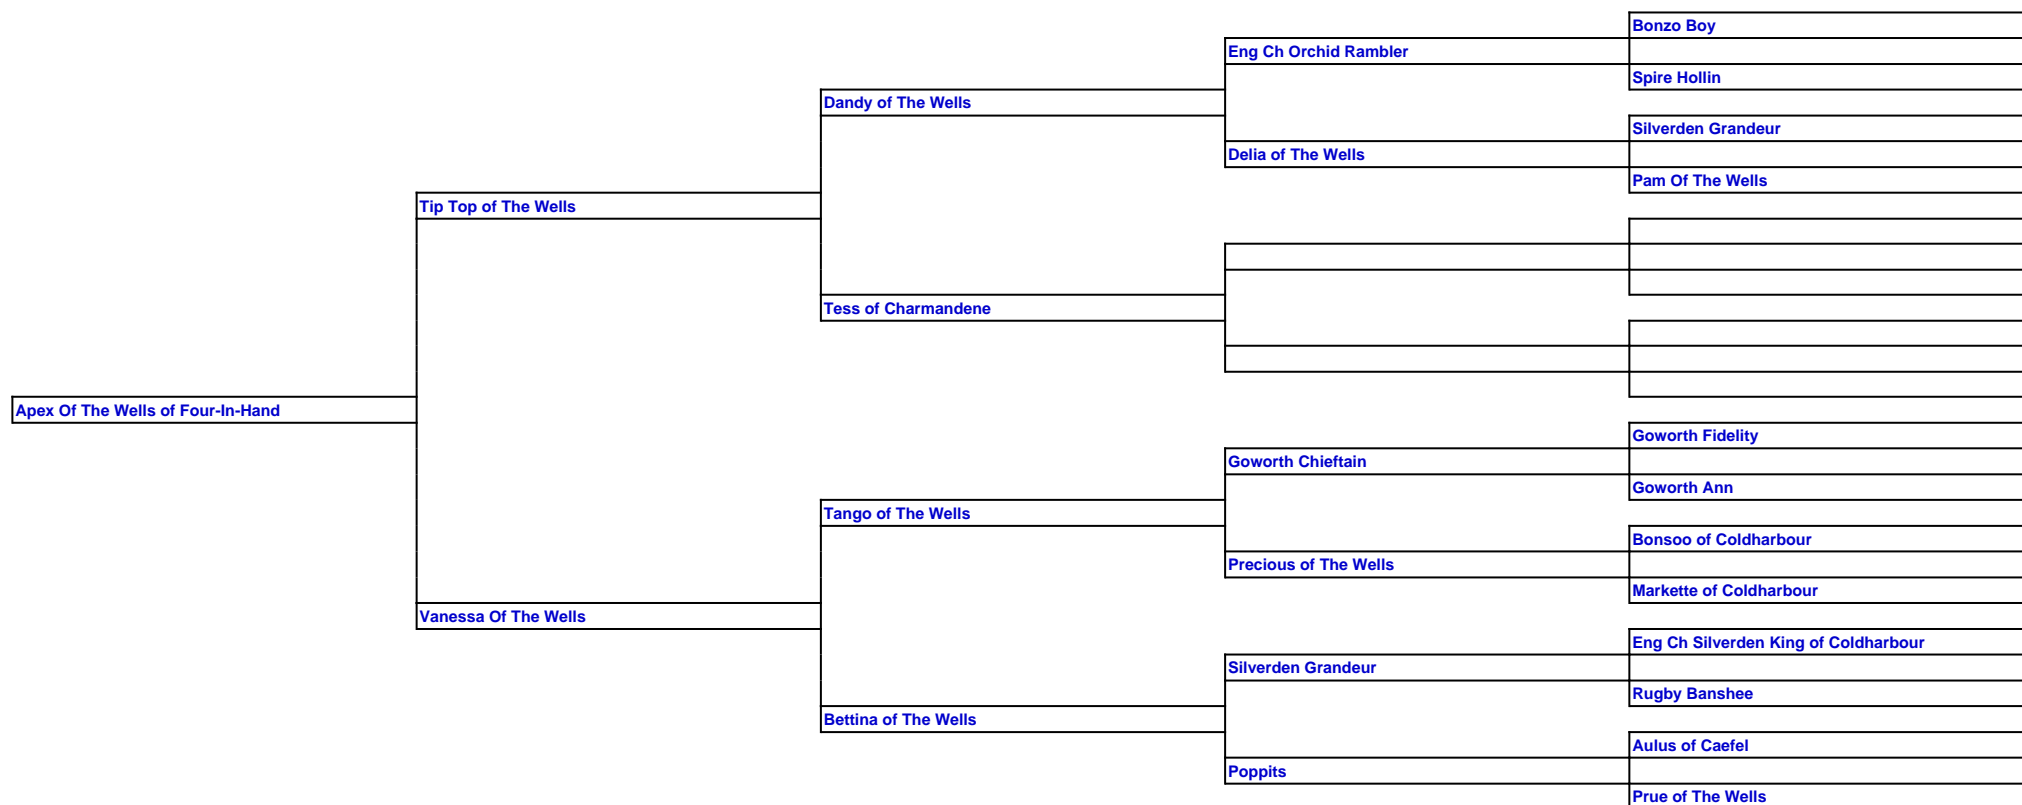 Bonzo Boy
Eng Ch Orchid Rambler
Spire Hollin
Dandy of The Wells
Silverden Grandeur
Delia of The Wells
Pam Of The Wells
Tip Top of The Wells
Tess of Charmandene
Apex Of The Wells of Four-In-Hand
Goworth Fidelity
Goworth Chieftain
Goworth Ann
Tango of The Wells
Bonsoo of Coldharbour
Precious of The Wells
Markette of Coldharbour
Vanessa Of The Wells
Eng Ch Silverden King of Coldharbour
Silverden Grandeur
Rugby Banshee
Bettina of The Wells
Aulus of Caefel
Poppits
Prue of The Wells